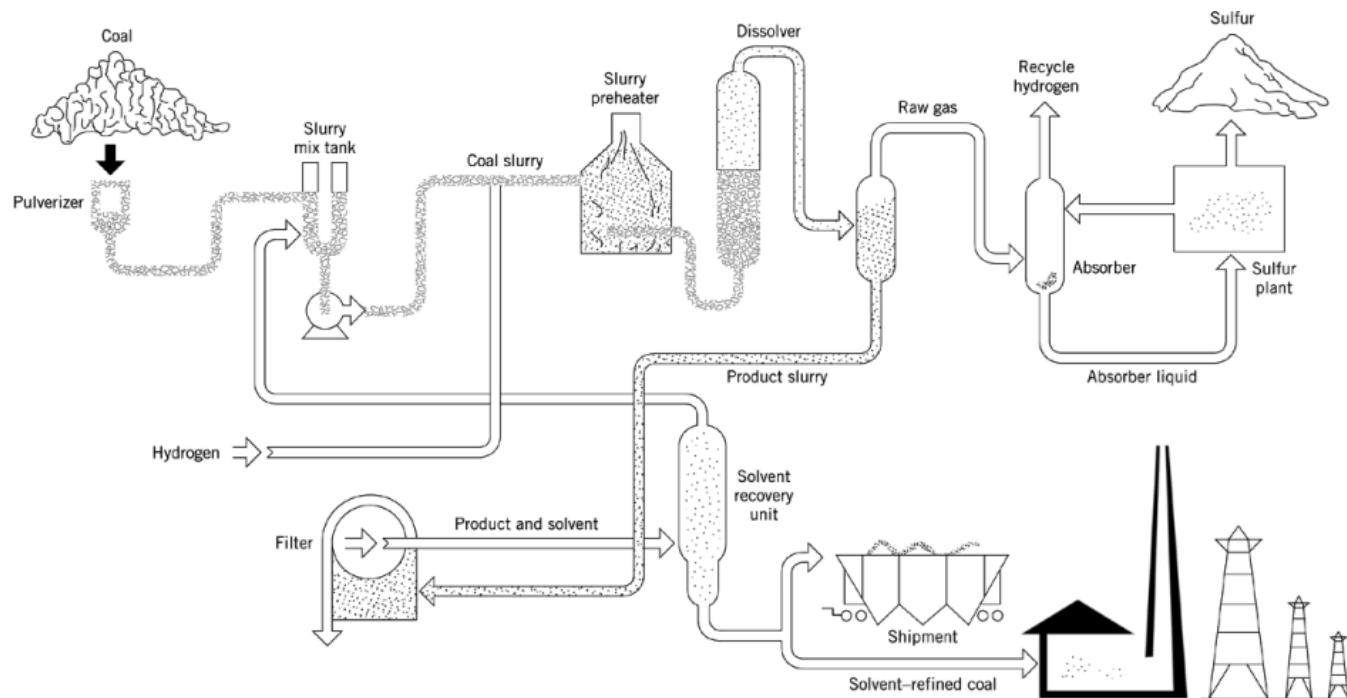 Coal
Pulverizer
Slurry
mix tank
Coal slurry
Slurry
preheater
Dissolver
Raw gas
Recycle
hydrogen
Sulfur
Absorber
Sulfur
plant
Absorber liquid
Product slurry
Hydrogen
Filter
Product and solvent
Solvent
recovery
unit
Shipment
Solvent–refined coal